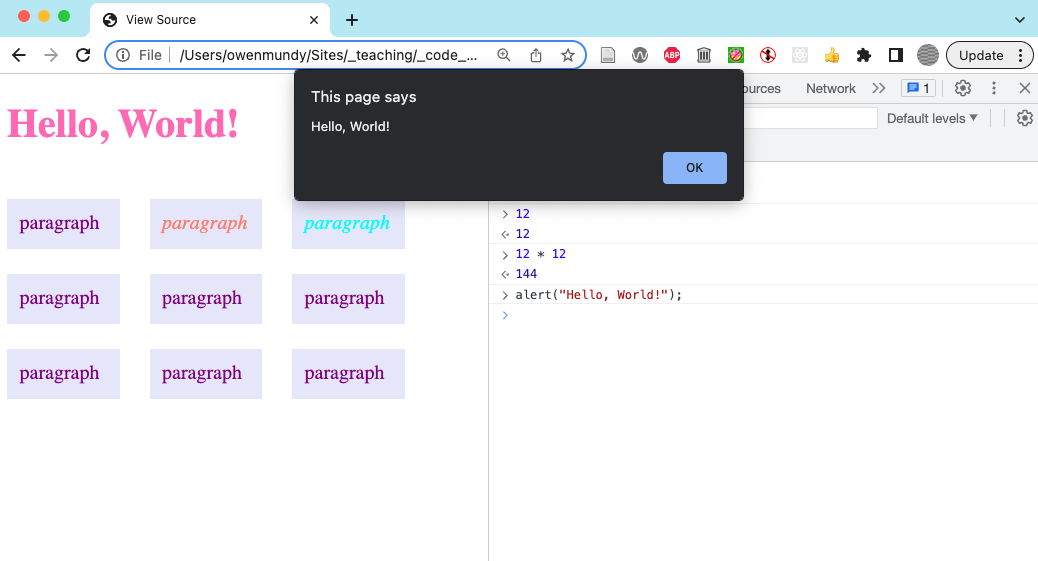 View Source
File /Users/owenmundy/Sites/_teaching/_code_...
ABP
Update
This page says
Hello, World!
OK
Hello, World!
Network
1
Default levels
paragraph paragraph paragraph
paragraph paragraph paragraph
paragraph paragraph paragraph
12
12
12 * 12
144
alert("Hello, World!");